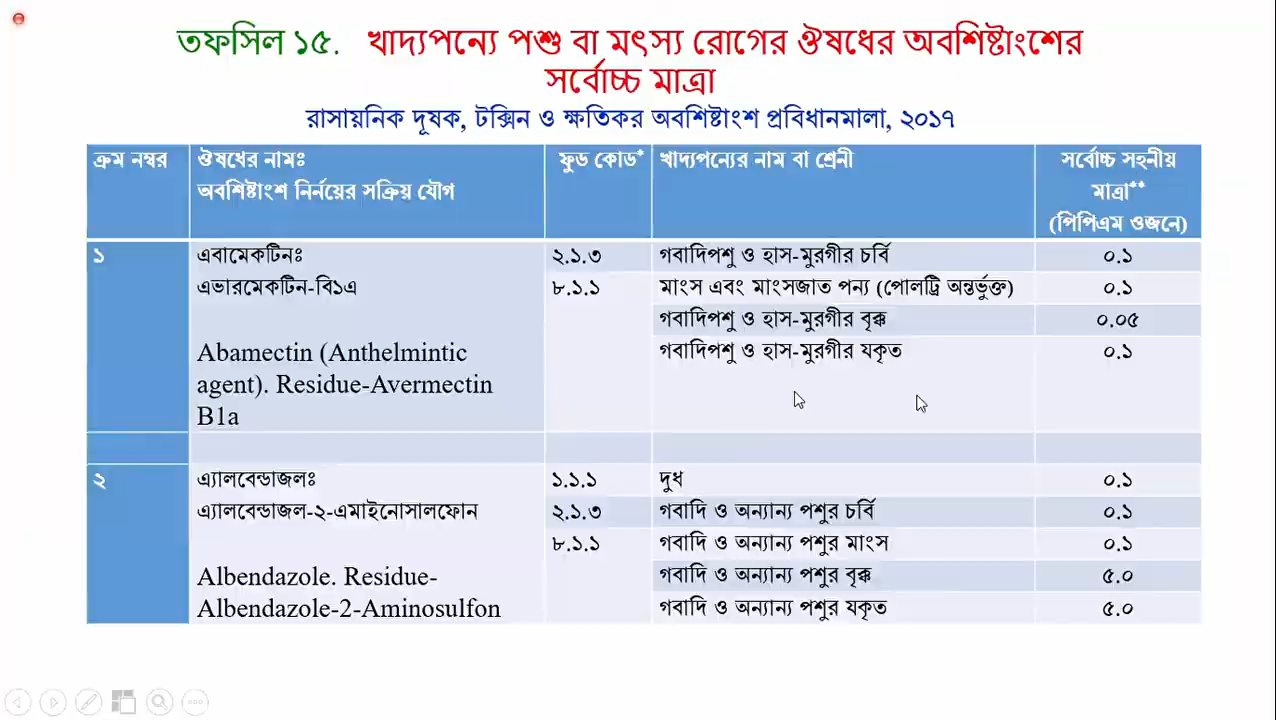 তফসিল ১৫. খাদ্যপন্যে পশু বা মৎস্য রোগের ঔষধের অবশিষ্টাংশের
সর্বোচ্চ মাত্রা
রাসায়নিক দূষক, টক্সিন ও ক্ষতিকর অবশিষ্টাংশ প্রবিধানমালা, ২০১৭
ক্রম নম্বর ঔষধের নামঃ ফুড কোড* খাদ্যপন্যের নাম বা শ্রেনী সর্বোচ্চ সহনীয়
অবশিষ্টাংশ নির্নয়ের সক্রিয় যৌগ মাত্রা**
(পিপিএম ওজনে)
১ এবামেকটিনঃ ২.১.৩ গবাদিপশু ও হাস-মুরগীর চর্বি ০.১
এভারমেকটিন-বি১এ ৮.১.১ মাংস এবং মাংসজাত পন্য (পোলট্রি অন্তর্ভুক্ত) ০.১
গবাদিপশু ও হাস-মুরগীর বৃক্ক ০.০৫
Abamectin (Anthelmintic গবাদিপশু ও হাস-মুরগীর যকৃত ০.১
agent). Residue-Avermectin
B1a
২ এ্যালবেন্ডাজলঃ ১.১.১ দুধ ০.১
এ্যালবেন্ডাজল-২-এমাইনোসালফোন ২.১.৩ গবাদি ও অন্যান্য পশুর চর্বি ০.১
৮.১.১ গবাদি ও অন্যান্য পশুর মাংস ০.১
Albendazole. Residue- গবাদি ও অন্যান্য পশুর বৃক্ক ৫.০
Albendazole-2-Aminosulfon গবাদি ও অন্যান্য পশুর যকৃত ৫.০